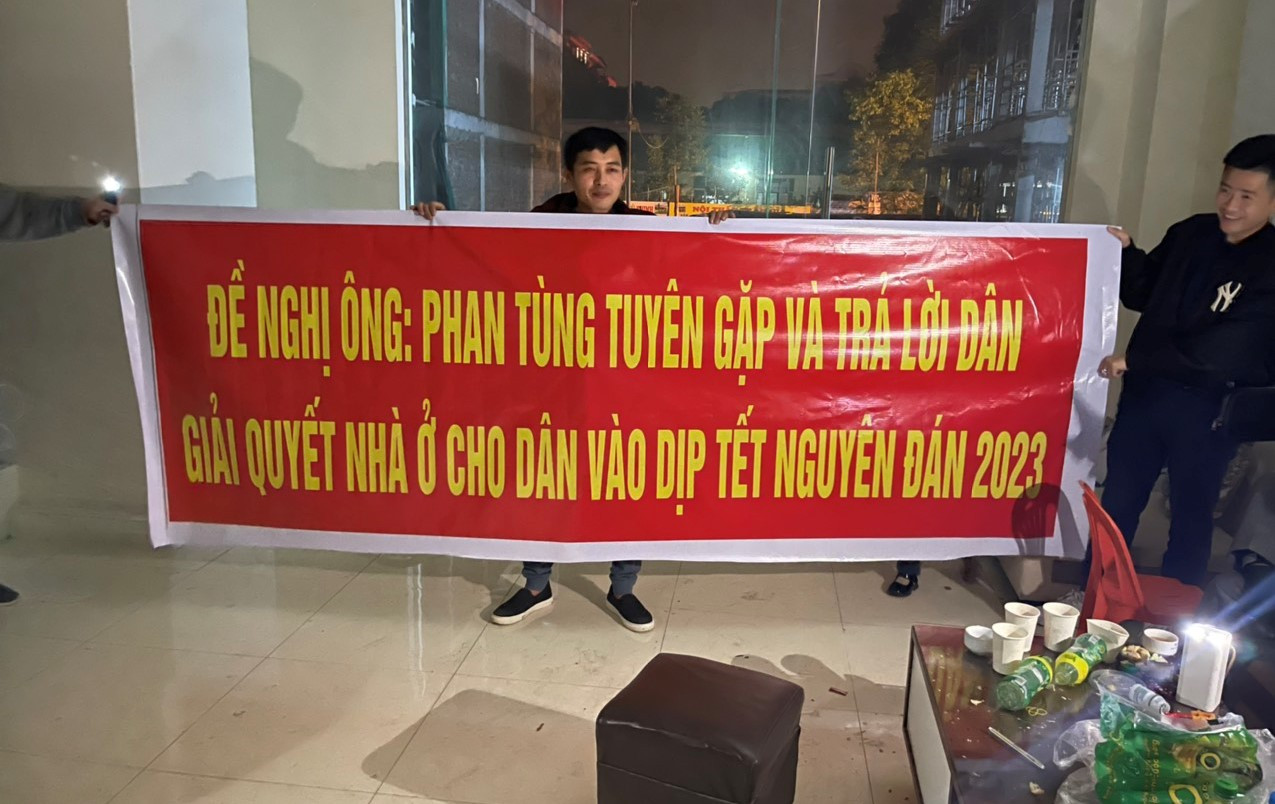 ĐỀ NGHỊ ÔNG: PHAN TÙNG TUYÊN GẶP VÀ TRẢ LỜI DÂN
GIẢI QUYẾT NHÀ Ở CHO DÂN VÀO DỊP TẾT NGUYÊN ĐÁN 2023
NY